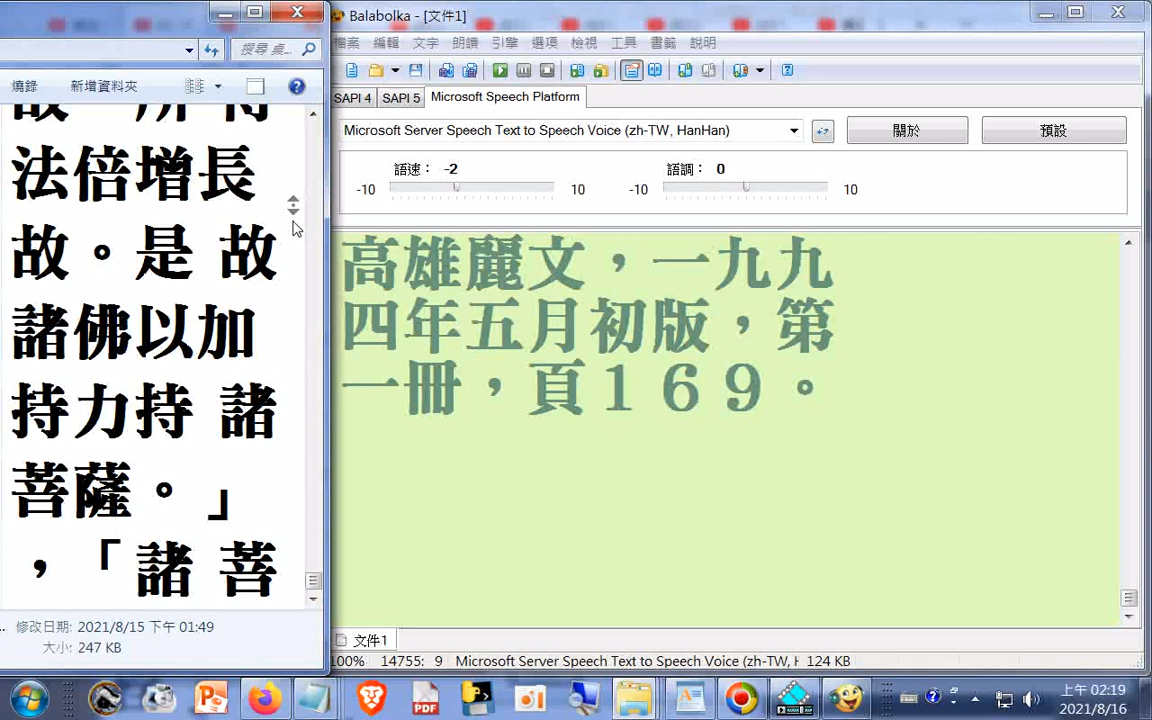 搜尋 桌...
燒錄
新增資料夾
法倍增長
故。是 故
諸佛以加
持力持 諸
菩薩。」
，「諸 菩
修改日期: 2021/8/15 下午 01:49
大小: 247 KB
Balabolka - [文件1]
檔案 編輯 文字 朗讀 引擎 選項 檢視 工具 書籤 說明
SAPI 4 SAPI 5 Microsoft Speech Platform
Microsoft Server Speech Text to Speech Voice (zh-TW, HanHan)
關於
預設
語速： -2
語調： 0
-10 10 -10 10
高雄麗文，一九九
四年五月初版，第
一冊，頁１６９。
文件1
100% 14755: 9 Microsoft Server Speech Text to Speech Voice (zh-TW, H 124 KB
上午 02:19
2021/8/16